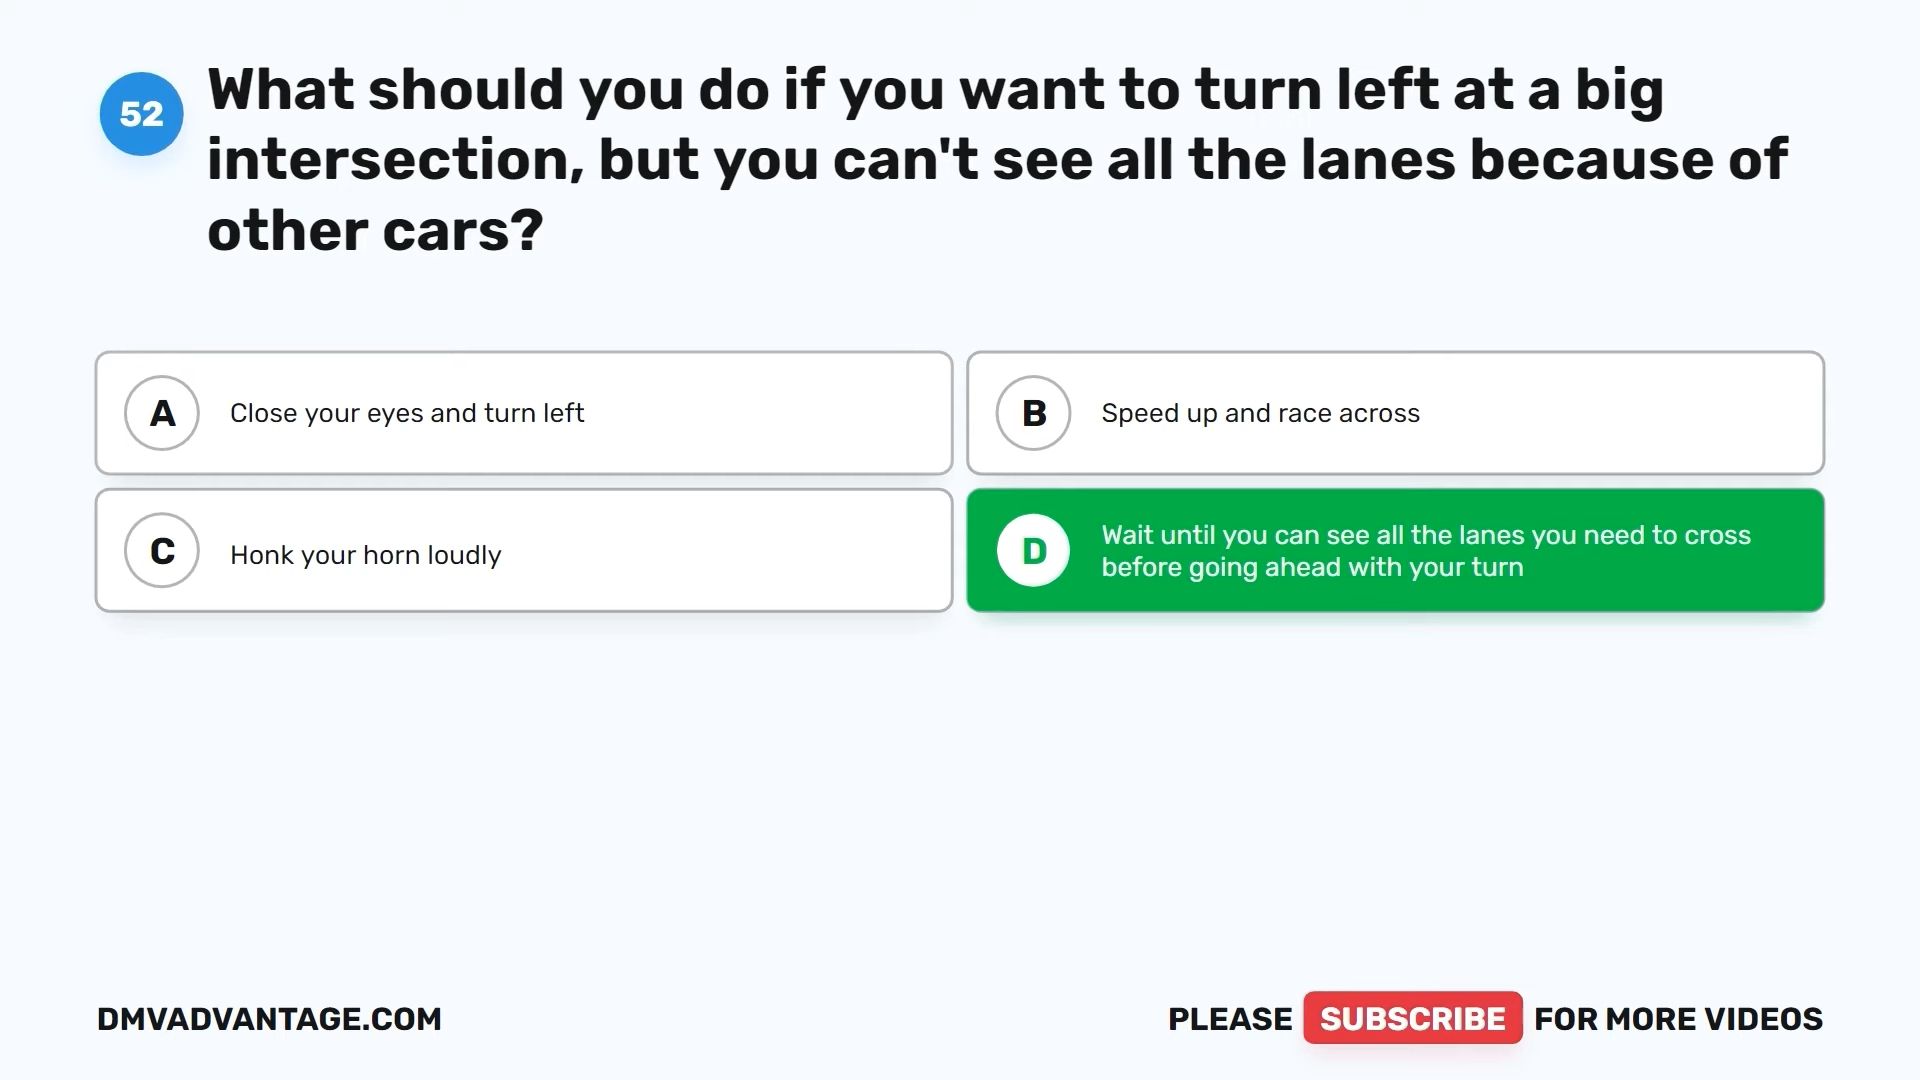 52
What should you do if you want to turn left at a big
intersection, but you can't see all the lanes because of
other cars?
A Close your eyes and turn left
B Speed up and race across
C Honk your horn loudly
D Wait until you can see all the lanes you need to cross
before going ahead with your turn
DMVADVANTAGE.COM
PLEASE SUBSCRIBE FOR MORE VIDEOS